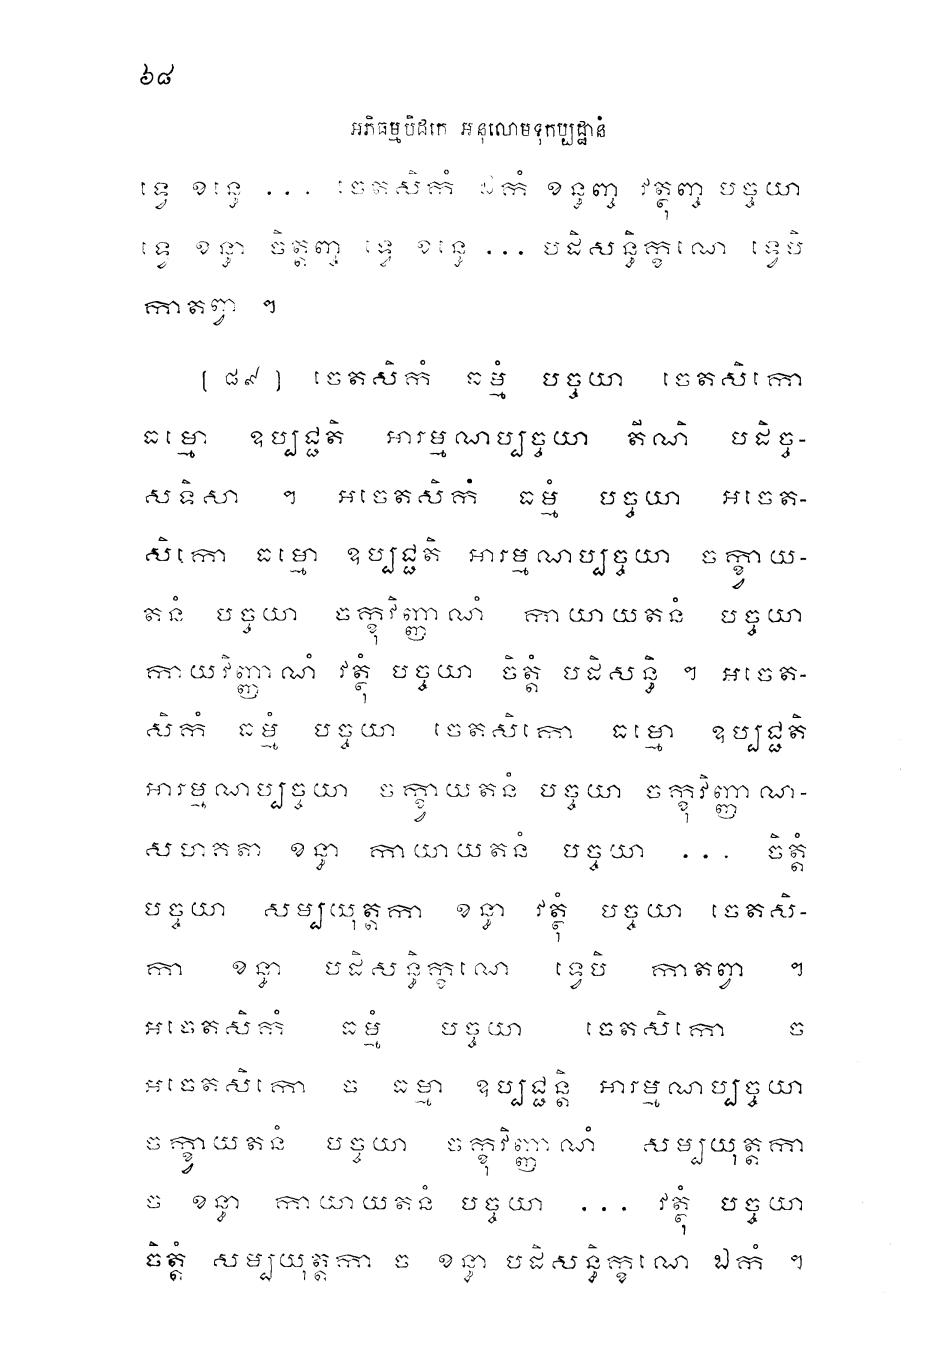 ៦៨
អភិធម្មបិដកេ អនុលោមទុកប្បដ្ឋានំ
ទ្វេ ខន្ធេ ... ចេតសិកំ ឯកំ ខន្ធញ្ច វត្ថុញ្ច បច្ចយា
ទ្វេ ខន្ធា ចិត្តញ្ច ទ្វេ ខន្ធេ ... បដិសន្ធិក្ខណេ ទ្វេបិ
កាតព្វា ។
[៨៩] ចេតសិកំ ធម្មំ បច្ចយា ចេតសិកោ
ធម្មោ ឧប្បជ្ជតិ អារម្មណប្បច្ចយា តីណិ បដិច្ច-
សទិសា ។ អចេតសិកំ ធម្មំ បច្ចយា អចេត-
សិកោ ធម្មោ ឧប្បជ្ជតិ អារម្មណប្បច្ចយា ចក្ខ្វាយ-
តនំ បច្ចយា ចក្ខុវិញ្ញាណំ កាយាយតនំ បច្ចយា
កាយវិញ្ញាណំ វត្ថុំ បច្ចយា ចិត្តំ បដិសន្ធិ ។ អចេត-
សិកំ ធម្មំ បច្ចយា ចេតសិកោ ធម្មោ ឧប្បជ្ជតិ
អារម្មណប្បច្ចយា ចក្ខ្វាយតនំ បច្ចយា ចក្ខុវិញ្ញាណ-
សហគតា ខន្ធា កាយាយតនំ បច្ចយា ... ចិត្តំ
បច្ចយា សម្បយុត្តកា ខន្ធា វត្ថុំ បច្ចយា ចេតសិ-
កា ខន្ធា បដិសន្ធិក្ខណេ ទ្វេបិ កាតព្វា ។
អចេតសិកំ ធម្មំ បច្ចយា ចេតសិកោ ច
អចេតសិកោ ច ធម្មា ឧប្បជ្ជន្តិ អារម្មណប្បច្ចយា
ចក្ខ្វាយតនំ បច្ចយា ចក្ខុវិញ្ញាណំ សម្បយុត្តកា
ច ខន្ធា កាយាយតនំ បច្ចយា ... វត្ថុំ បច្ចយា
ចិត្តំ សម្បយុត្តកា ច ខន្ធា បដិសន្ធិក្ខណេ ឯកំ ។